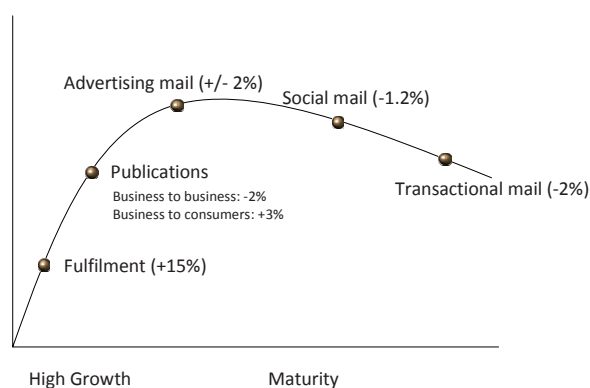 Advertising mail (+/- 2%)
Social mail (-1.2%)
Publications
Business to business: -2%
Business to consumers: +3%
Transactional mail (-2%)
Fulfilment (+15%)
High Growth
Maturity